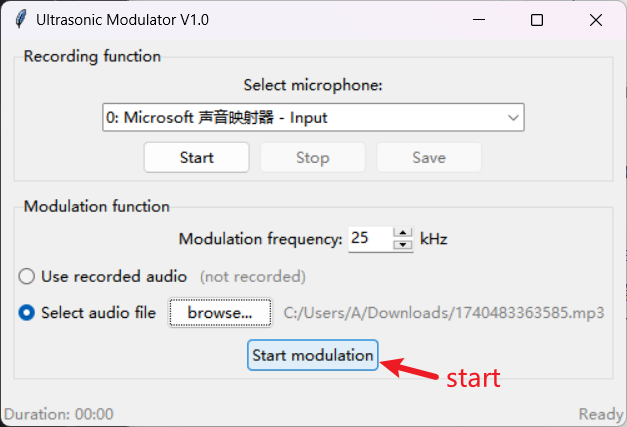 Ultrasonic Modulator V1.0
Recording function
Select microphone:
0: Microsoft 声音映射器 - Input
Start Stop Save
Modulation function
Modulation frequency: 25 kHz
Use recorded audio (not recorded)
Select audio file browse... C:/Users/A/Downloads/1740483363585.mp3
Start modulation
start
Duration: 00:00 Ready